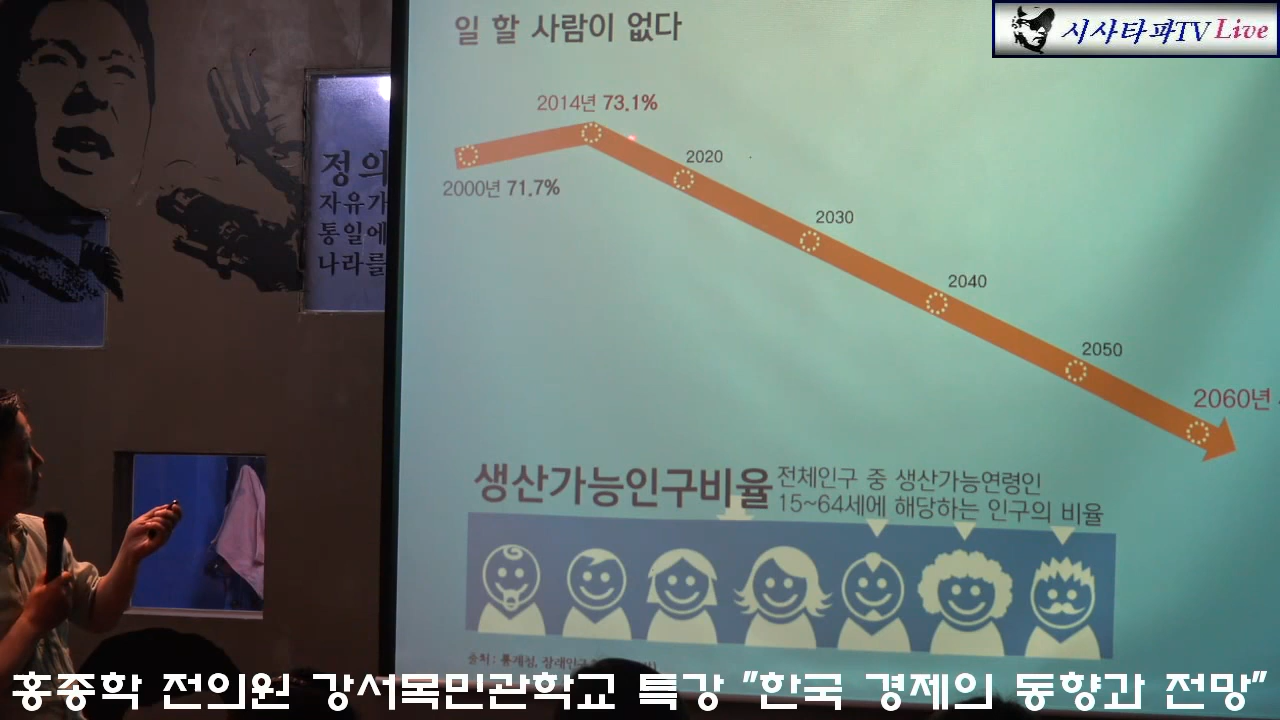 일 할 사람이 없다
시사타파TV Live
2014년 73.1%
2000년 71.7%
2020
2030
2040
2050
2060년
정의
자유가
통일에
나라를
생산가능인구비율
전체인구 중 생산가능연령인
15~64세에 해당하는 인구의 비율
출처: 통계청, 장래인구
홍종학 전의원 강서목민관학교 특강 "한국 경제의 동향과 전망"